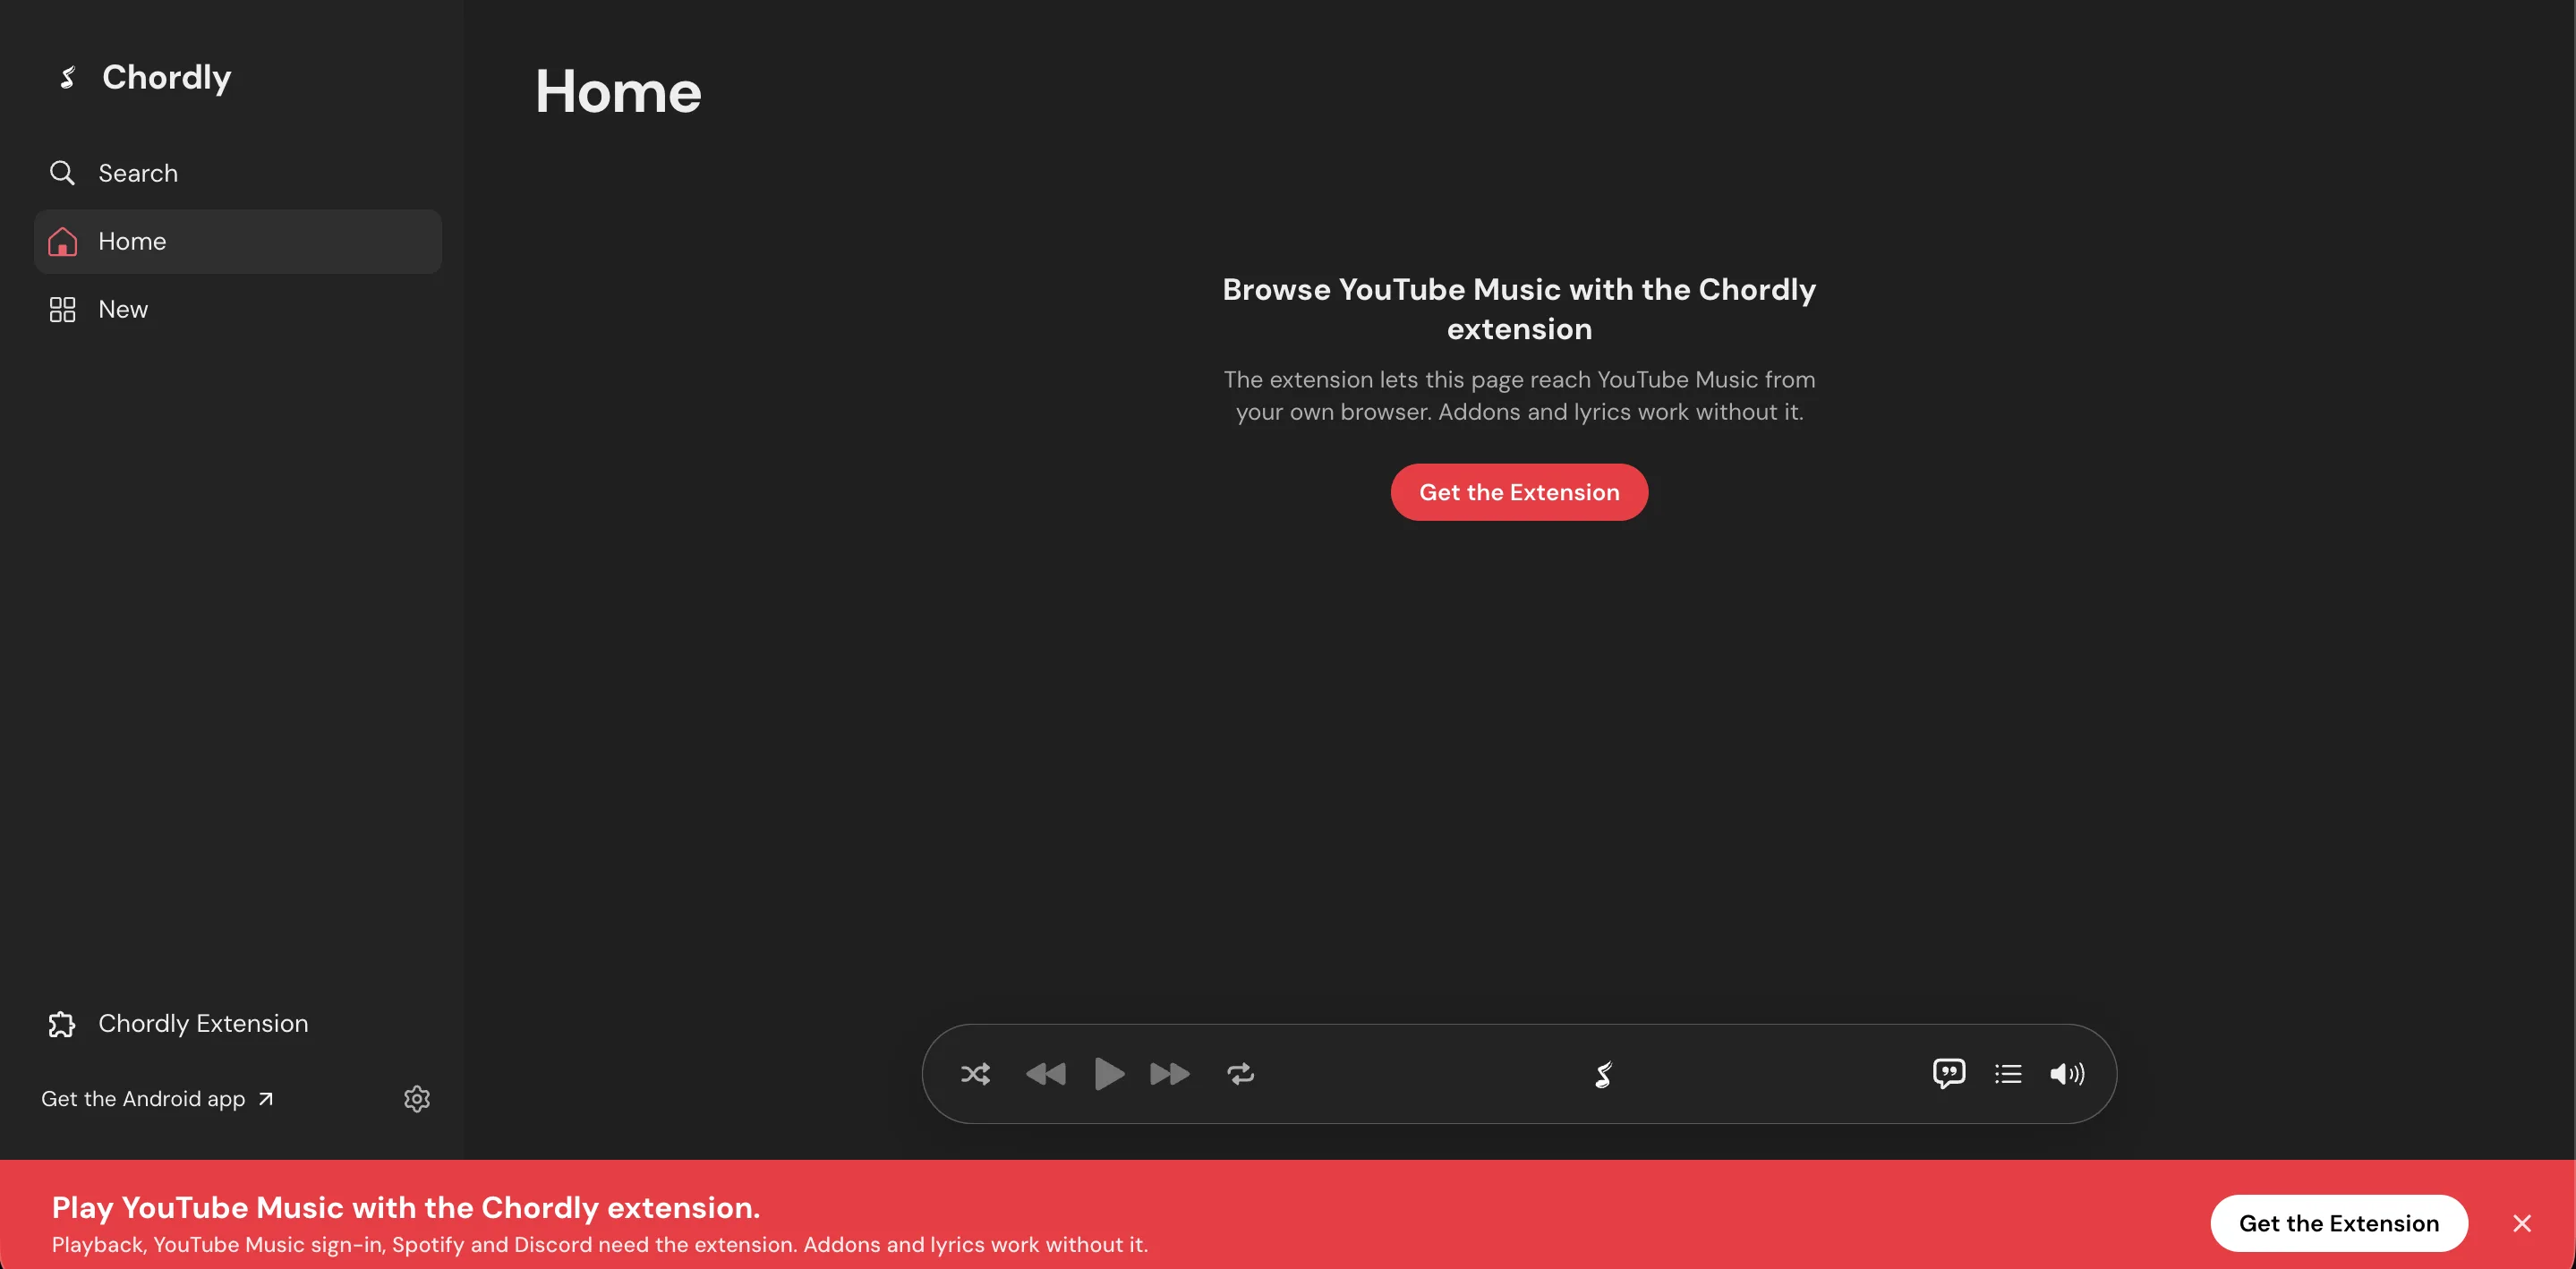 Chordly
Search
Home
New
Chordly Extension
Get the Android app
Home
Browse YouTube Music with the Chordly
extension
The extension lets this page reach YouTube Music from
your own browser. Addons and lyrics work without it.
Get the Extension
Play YouTube Music with the Chordly extension.
Playback, YouTube Music sign-in, Spotify and Discord need the extension. Addons and lyrics work without it.
Get the Extension